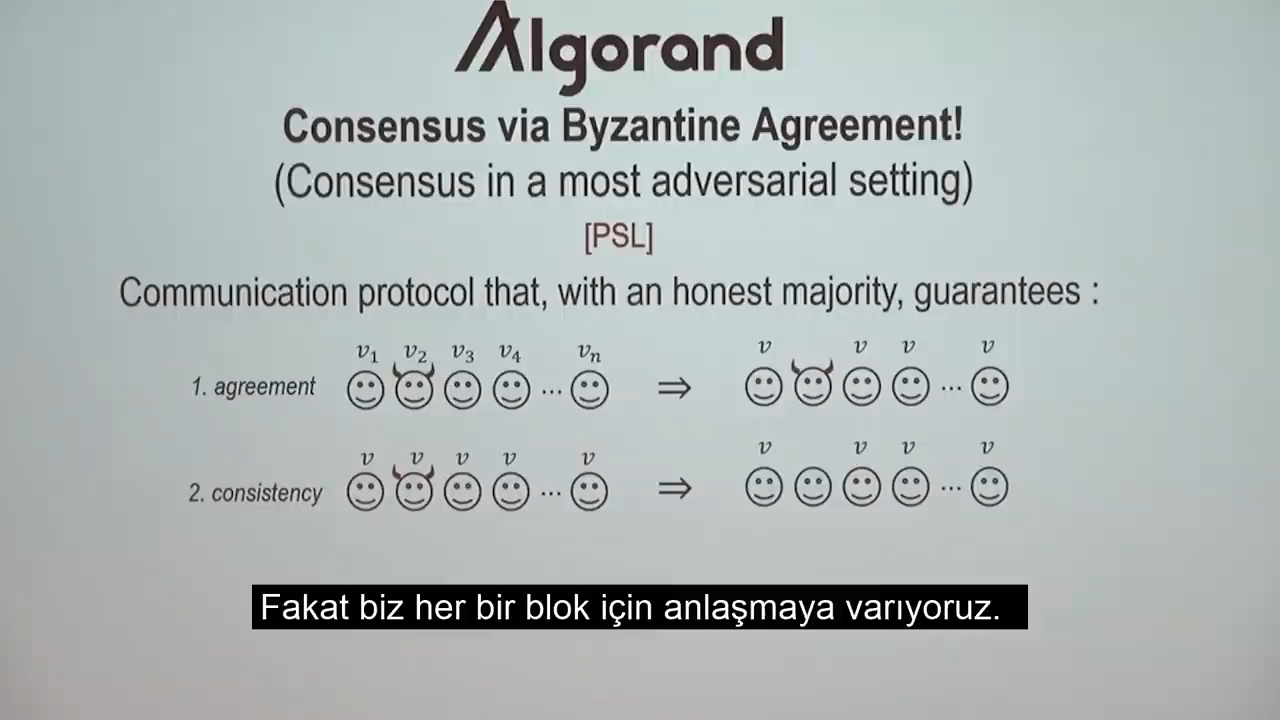 Algorand
Consensus via Byzantine Agreement!
(Consensus in a most adversarial setting)
[PSL]
Communication protocol that, with an honest majority, guarantees :
v₁ v₂ v₃ v₄ vₙ v v v v
1. agreement ... ⇒ ...
v v v v v v v v v
2. consistency ... ⇒ ...
Fakat biz her bir blok için anlaşmaya varıyoruz.